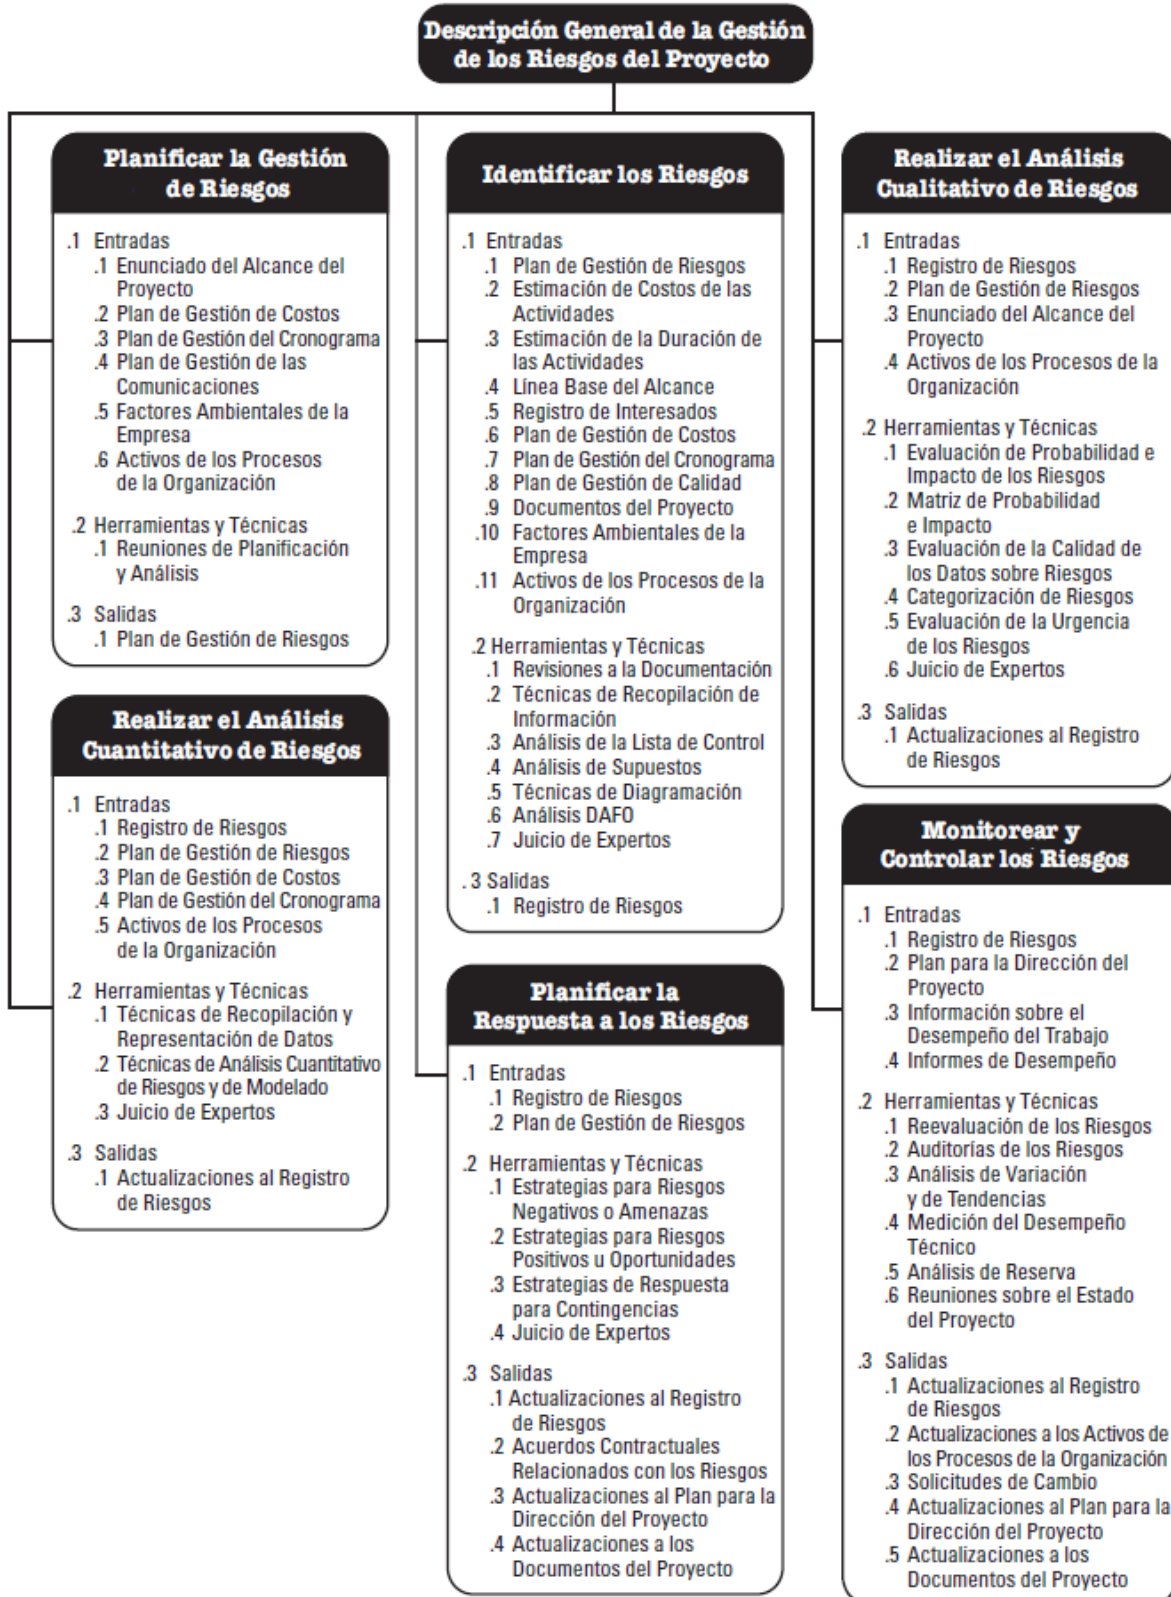 Descripción General de la Gestión
de los Riesgos del Proyecto
Planificar la Gestión
de Riesgos
.1 Entradas
.1 Enunciado del Alcance del
Proyecto
.2 Plan de Gestión de Costos
.3 Plan de Gestión del Cronograma
.4 Plan de Gestión de las
Comunicaciones
.5 Factores Ambientales de la
Empresa
.6 Activos de los Procesos
de la Organización
.2 Herramientas y Técnicas
.1 Reuniones de Planificación
y Análisis
.3 Salidas
.1 Plan de Gestión de Riesgos
Identificar los Riesgos
.1 Entradas
.1 Plan de Gestión de Riesgos
.2 Estimación de Costos de las
Actividades
.3 Estimación de la Duración de
las Actividades
.4 Línea Base del Alcance
.5 Registro de Interesados
.6 Plan de Gestión de Costos
.7 Plan de Gestión del Cronograma
.8 Plan de Gestión de Calidad
.9 Documentos del Proyecto
.10 Factores Ambientales de la
Empresa
.11 Activos de los Procesos de la
Organización
.2 Herramientas y Técnicas
.1 Revisiones a la Documentación
.2 Técnicas de Recopilación de
Información
.3 Análisis de la Lista de Control
.4 Análisis de Supuestos
.5 Técnicas de Diagramación
.6 Análisis DAFO
.7 Juicio de Expertos
. 3 Salidas
.1 Registro de Riesgos
Realizar el Análisis
Cualitativo de Riesgos
.1 Entradas
.1 Registro de Riesgos
.2 Plan de Gestión de Riesgos
.3 Enunciado del Alcance del
Proyecto
.4 Activos de los Procesos de la
Organización
.2 Herramientas y Técnicas
.1 Evaluación de Probabilidad e
Impacto de los Riesgos
.2 Matriz de Probabilidad
e Impacto
.3 Evaluación de la Calidad de
los Datos sobre Riesgos
.4 Categorización de Riesgos
.5 Evaluación de la Urgencia
de los Riesgos
.6 Juicio de Expertos
.3 Salidas
.1 Actualizaciones al Registro
de Riesgos
Realizar el Análisis
Cuantitativo de Riesgos
.1 Entradas
.1 Registro de Riesgos
.2 Plan de Gestión de Riesgos
.3 Plan de Gestión de Costos
.4 Plan de Gestión del Cronograma
.5 Activos de los Procesos
de la Organización
.2 Herramientas y Técnicas
.1 Técnicas de Recopilación y
Representación de Datos
.2 Técnicas de Análisis Cuantitativo
de Riesgos y de Modelado
.3 Juicio de Expertos
.3 Salidas
.1 Actualizaciones al Registro
de Riesgos
Planificar la
Respuesta a los Riesgos
.1 Entradas
.1 Registro de Riesgos
.2 Plan de Gestión de Riesgos
.2 Herramientas y Técnicas
.1 Estrategias para Riesgos
Negativos o Amenazas
.2 Estrategias para Riesgos
Positivos u Oportunidades
.3 Estrategias de Respuesta
para Contingencias
.4 Juicio de Expertos
.3 Salidas
.1 Actualizaciones al Registro
de Riesgos
.2 Acuerdos Contractuales
Relacionados con los Riesgos
.3 Actualizaciones al Plan para la
Dirección del Proyecto
.4 Actualizaciones a los
Documentos del Proyecto
Monitorear y
Controlar los Riesgos
.1 Entradas
.1 Registro de Riesgos
.2 Plan para la Dirección del
Proyecto
.3 Información sobre el
Desempeño del Trabajo
.4 Informes de Desempeño
.2 Herramientas y Técnicas
.1 Reevaluación de los Riesgos
.2 Auditorías de los Riesgos
.3 Análisis de Variación
y de Tendencias
.4 Medición del Desempeño
Técnico
.5 Análisis de Reserva
.6 Reuniones sobre el Estado
del Proyecto
.3 Salidas
.1 Actualizaciones al Registro
de Riesgos
.2 Actualizaciones a los Activos de
los Procesos de la Organización
.3 Solicitudes de Cambio
.4 Actualizaciones al Plan para la
Dirección del Proyecto
.5 Actualizaciones a los
Documentos del Proyecto